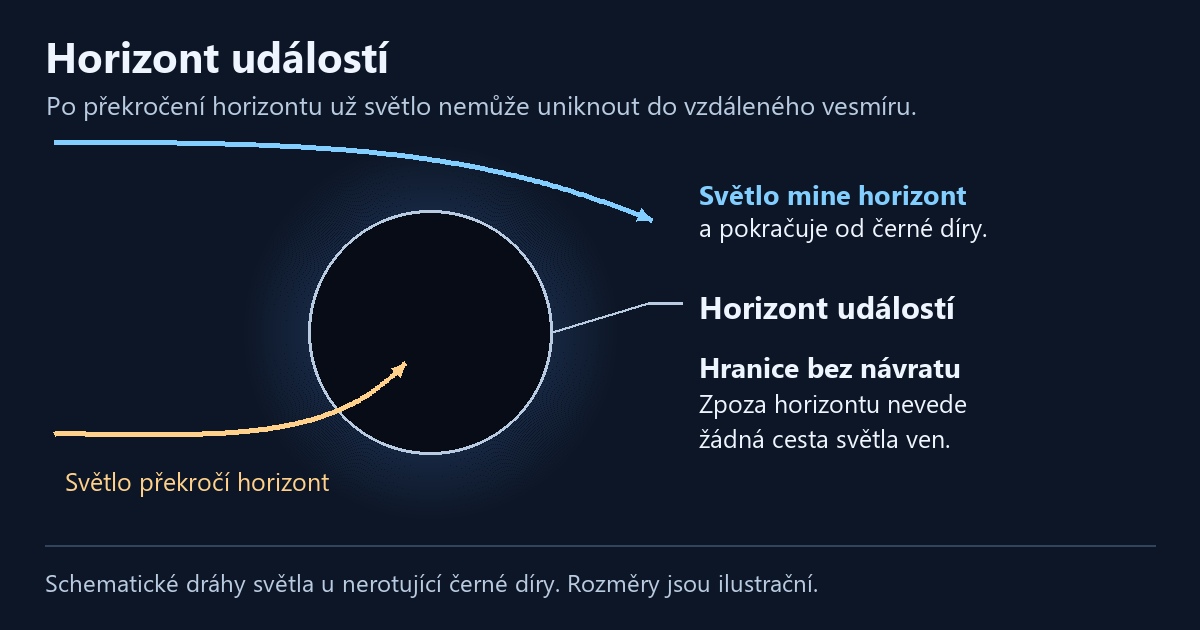 Horizont událostí
Po překročení horizontu už světlo nemůže uniknout do vzdáleného vesmíru.
Světlo mine horizont
a pokračuje od černé díry.
Horizont událostí
Hranice bez návratu
Zpoza horizontu nevede
žádná cesta světla ven.
Světlo překročí horizont
Schematické dráhy světla u nerotující černé díry. Rozměry jsou ilustrační.